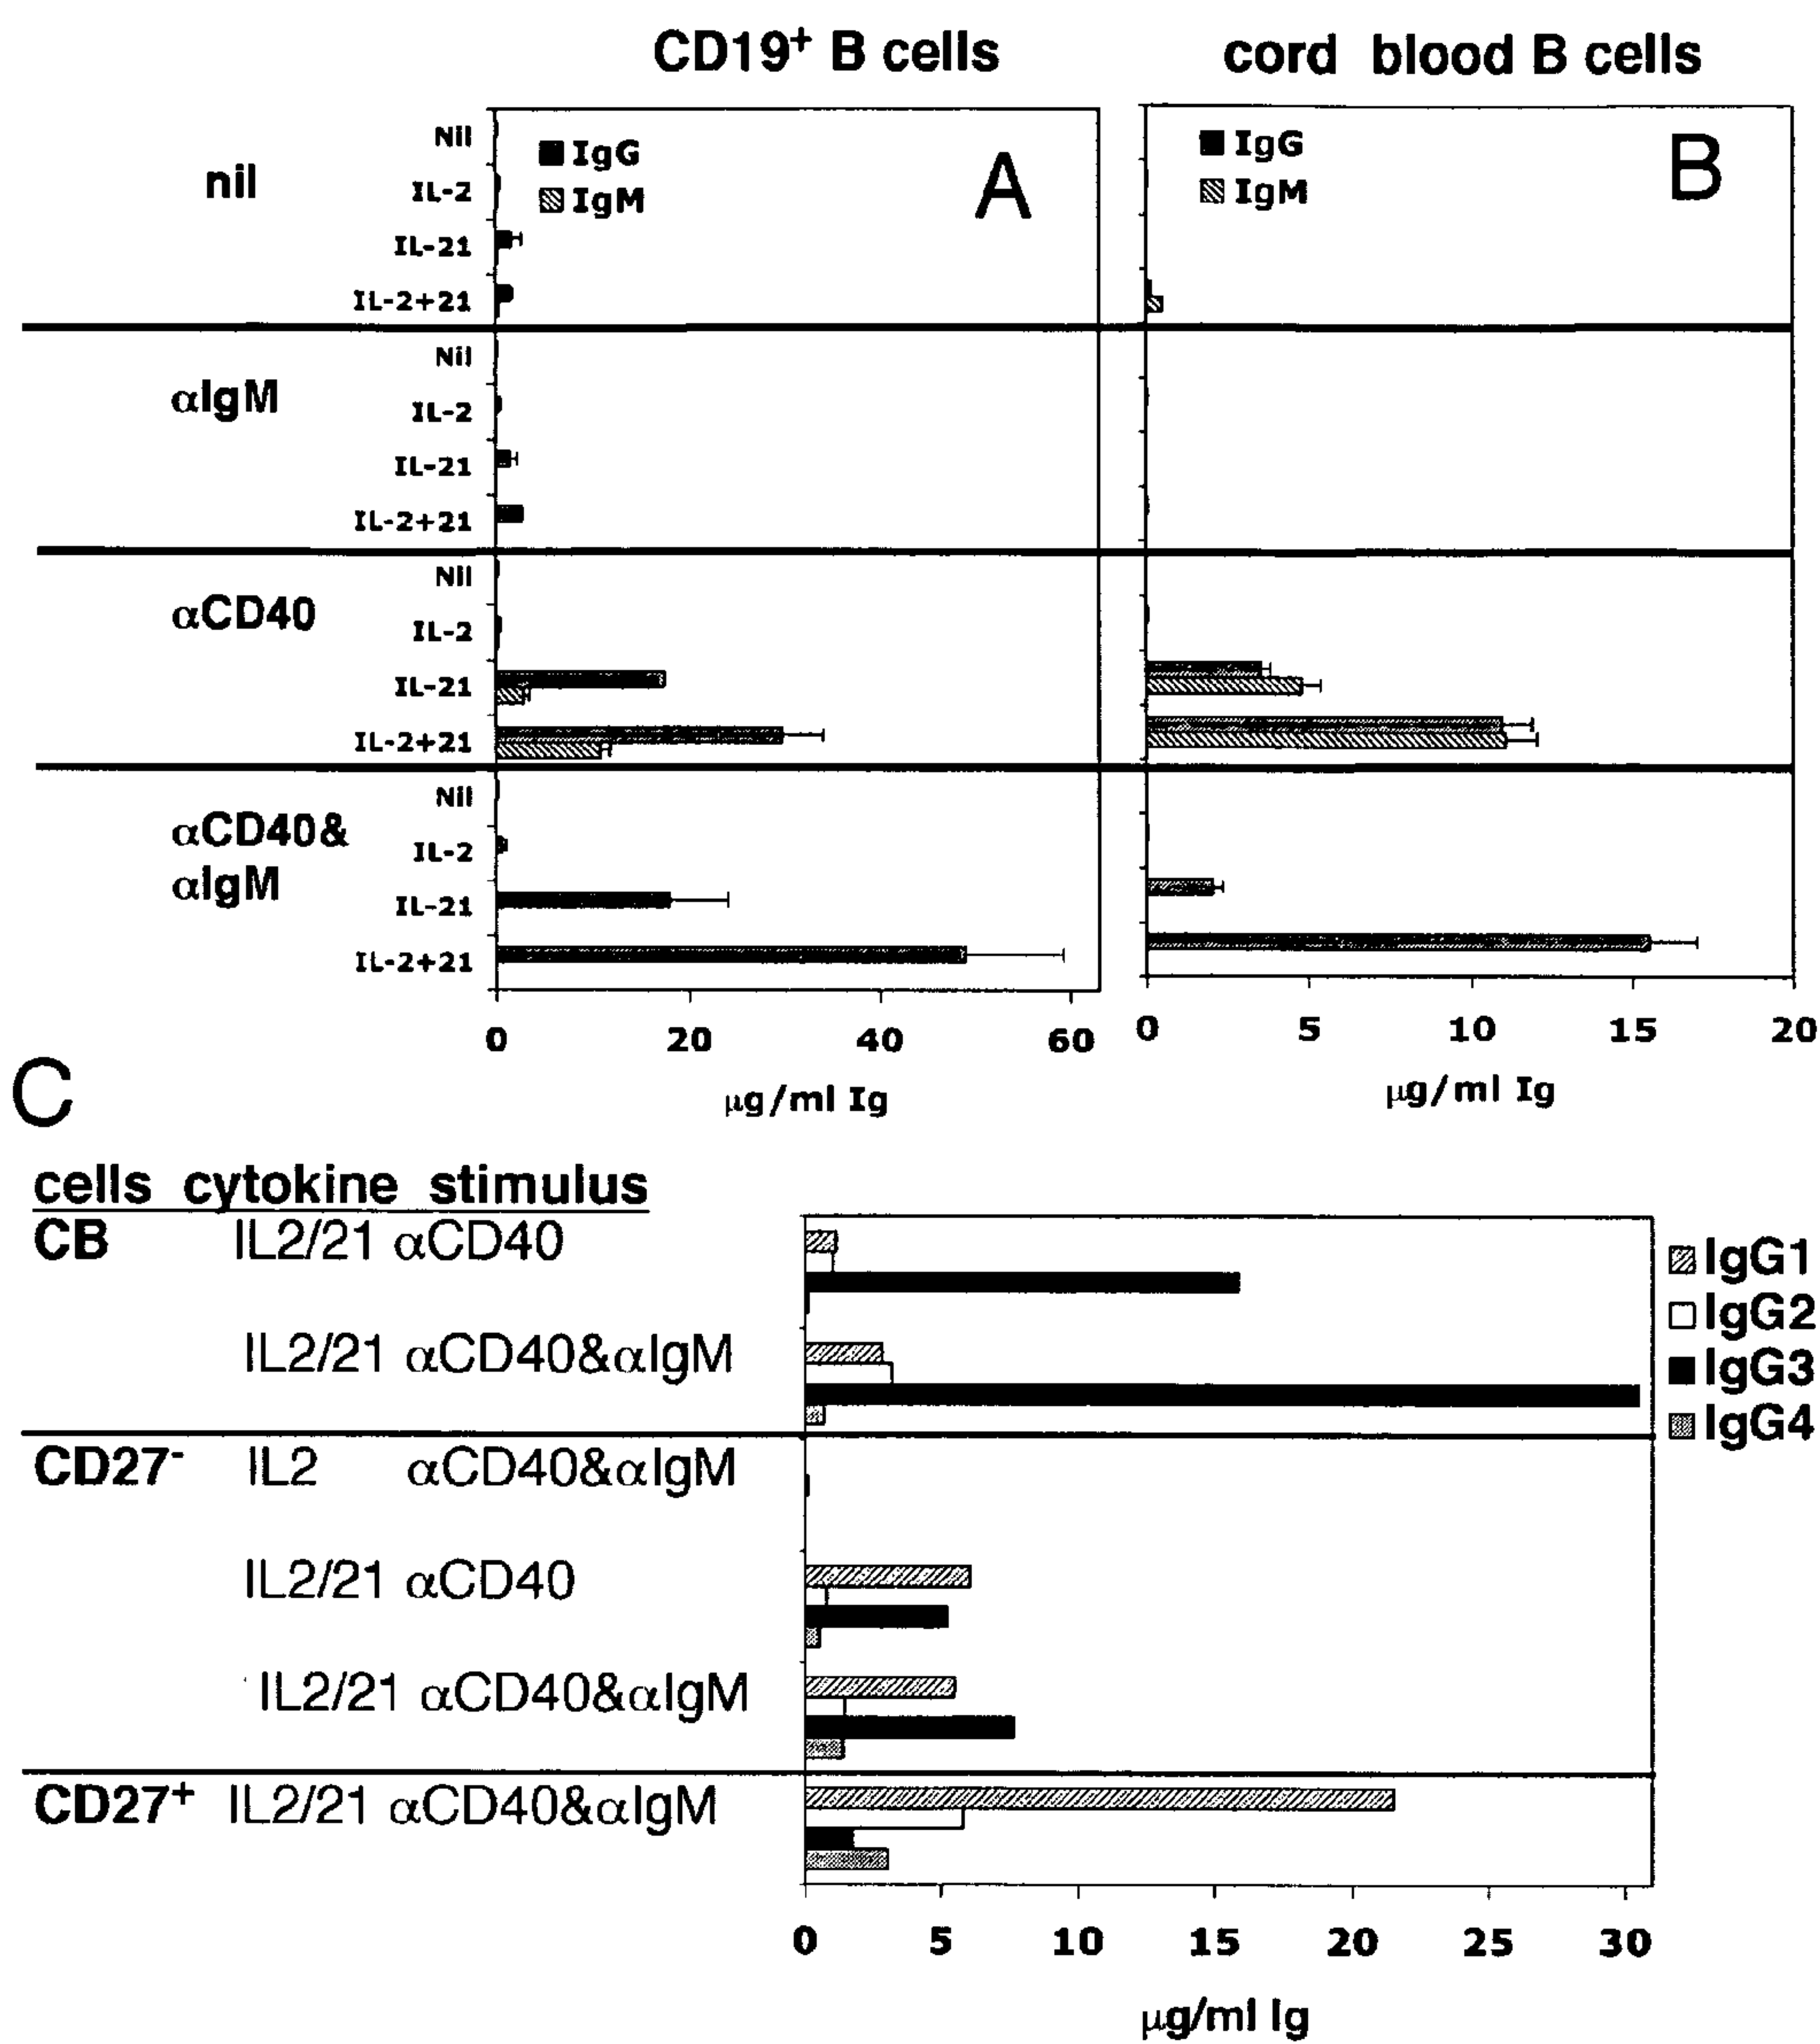 CD19+ B cells
cord blood B cells
A
IgG
IgM
B
IgG
IgM
nil
Nil
IL-2
IL-21
IL-2+21
αIgM
Nil
IL-2
IL-21
IL-2+21
αCD40
Nil
IL-2
IL-21
IL-2+21
αCD40&
αIgM
Nil
IL-2
IL-21
IL-2+21
0 20 40 60
μg/ml Ig
0 5 10 15 20
μg/ml Ig
C
cells cytokine stimulus
CB IL2/21 αCD40
IL2/21 αCD40&αIgM
CD27- IL2 αCD40&αIgM
IL2/21 αCD40
IL2/21 αCD40&αIgM
CD27+ IL2/21 αCD40&αIgM
IgG1
IgG2
IgG3
IgG4
0 5 10 15 20 25 30
μg/ml Ig